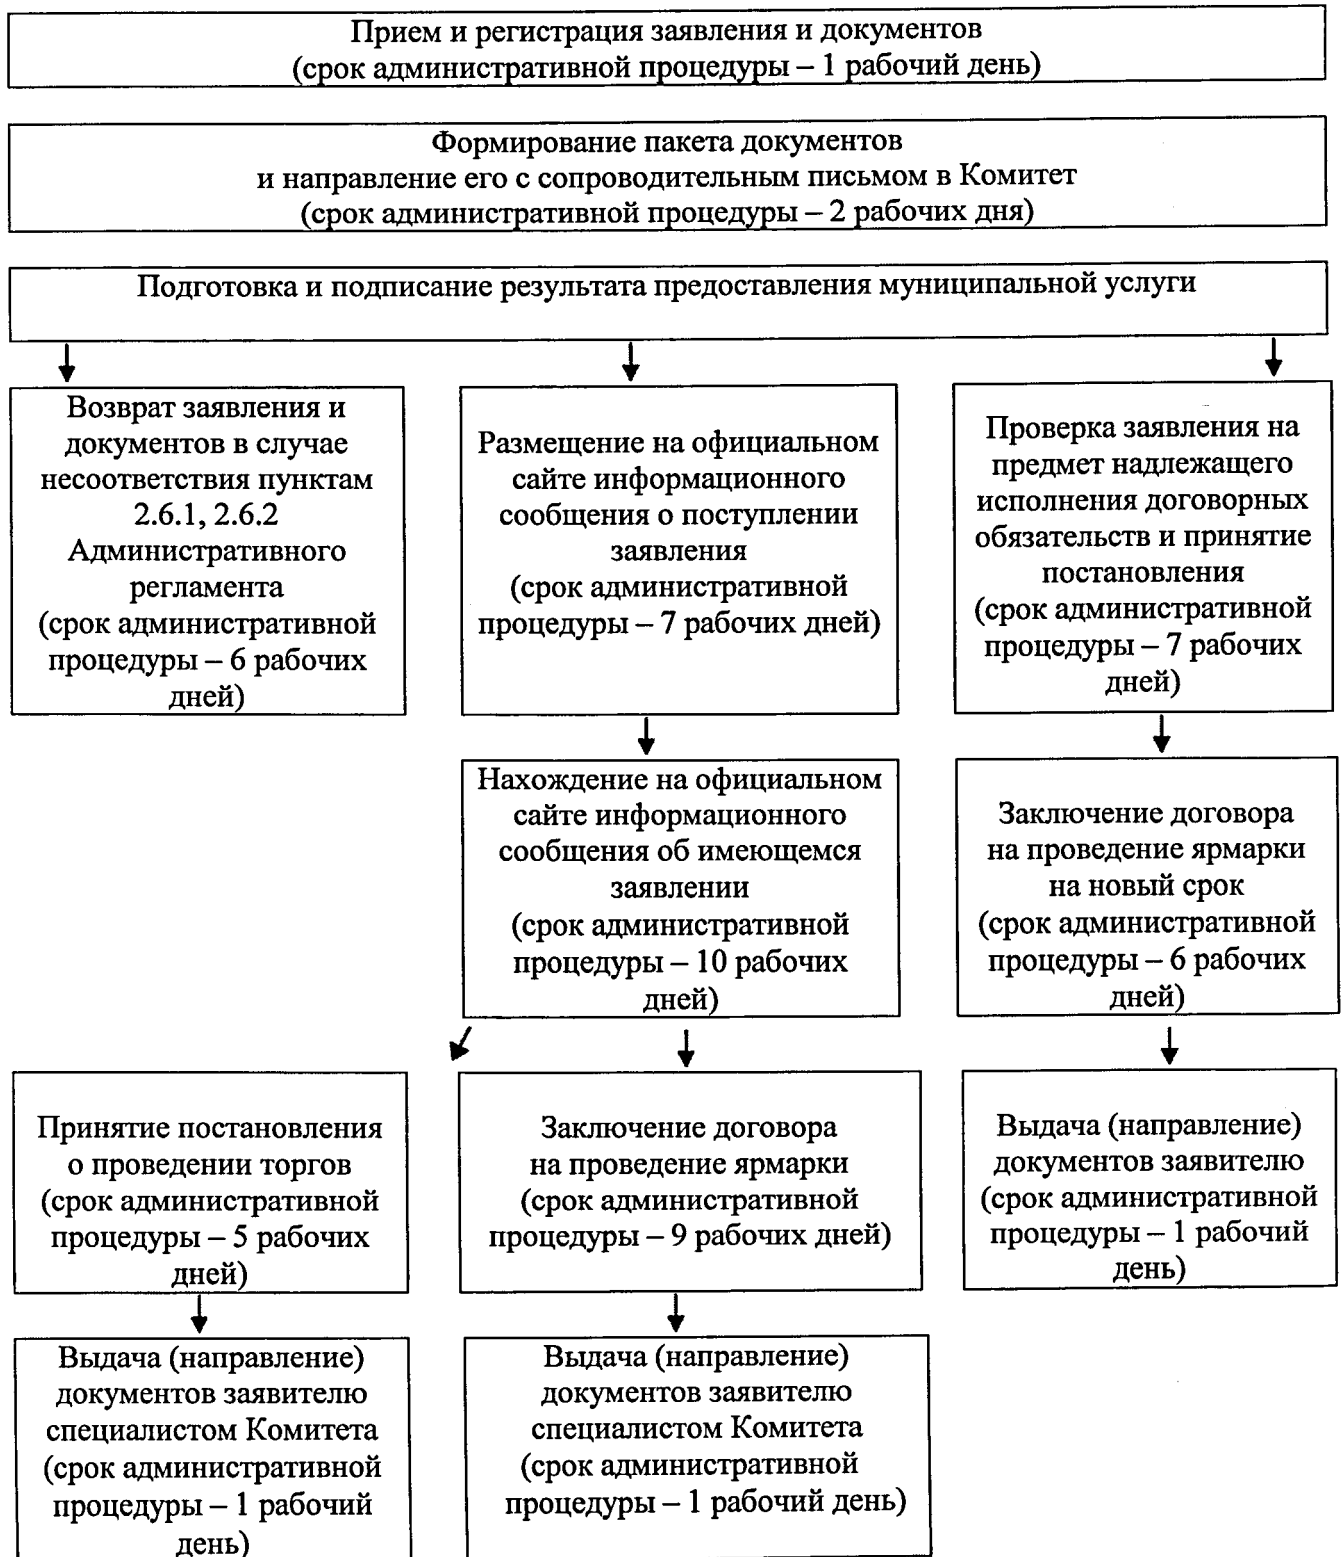 Прием и регистрация заявления и документов
(срок административной процедуры – 1 рабочий день)
Формирование пакета документов
и направление его с сопроводительным письмом в Комитет
(срок административной процедуры – 2 рабочих дня)
Подготовка и подписание результата предоставления муниципальной услуги
Возврат заявления и
документов в случае
несоответствия пунктам
2.6.1, 2.6.2
Административного
регламента
(срок административной
процедуры – 6 рабочих
дней)
Размещение на официальном
сайте информационного
сообщения о поступлении
заявления
(срок административной
процедуры – 7 рабочих дней)
Проверка заявления на
предмет надлежащего
исполнения договорных
обязательств и принятие
постановления
(срок административной
процедуры – 7 рабочих
дней)
Нахождение на официальном
сайте информационного
сообщения об имеющемся
заявлении
(срок административной
процедуры – 10 рабочих
дней)
Заключение договора
на проведение ярмарки
на новый срок
(срок административной
процедуры – 6 рабочих
дней)
Принятие постановления
о проведении торгов
(срок административной
процедуры – 5 рабочих
дней)
Заключение договора
на проведение ярмарки
(срок административной
процедуры – 9 рабочих дней)
Выдача (направление)
документов заявителю
(срок административной
процедуры – 1 рабочий
день)
Выдача (направление)
документов заявителю
специалистом Комитета
(срок административной
процедуры – 1 рабочий
день)
Выдача (направление)
документов заявителю
специалистом Комитета
(срок административной
процедуры – 1 рабочий день)